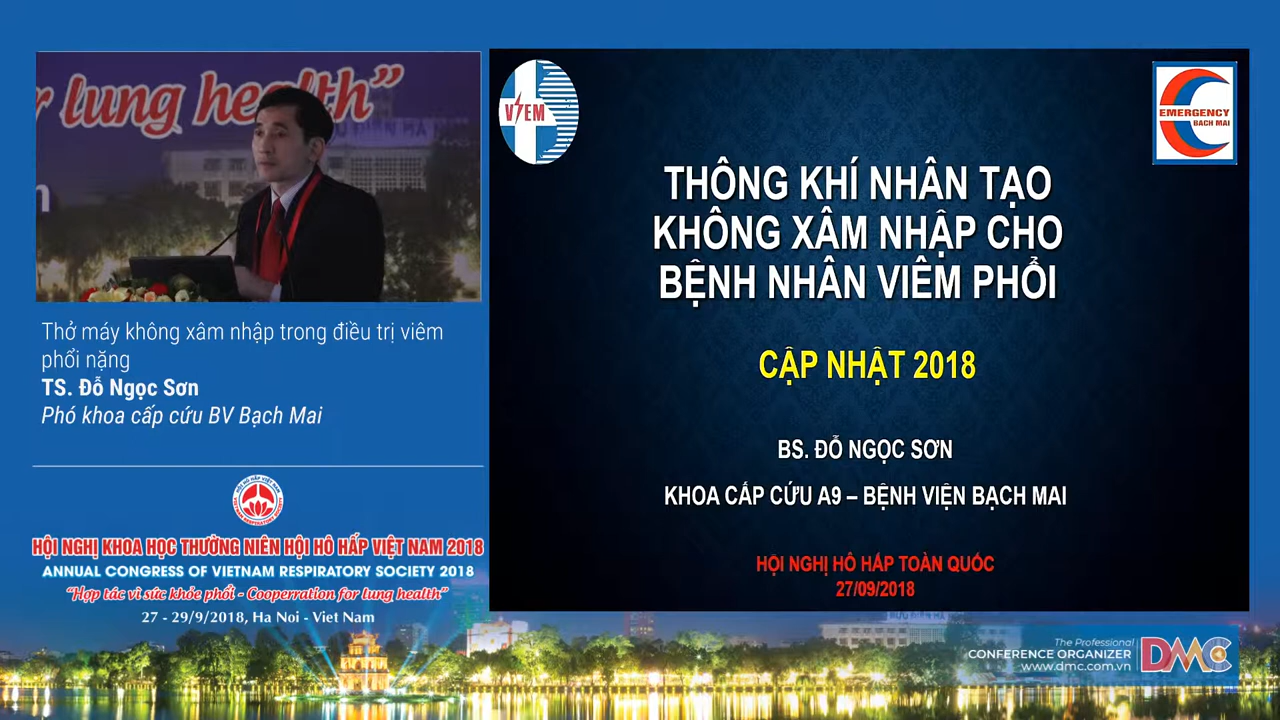 lung health”
Thở máy không xâm nhập trong điều trị viêm
phổi nặng
TS. Đỗ Ngọc Sơn
Phó khoa cấp cứu BV Bạch Mai
HỘI NGHỊ KHOA HỌC THƯỜNG NIÊN HỘI HÔ HẤP VIỆT NAM 2018
ANNUAL CONGRESS OF VIETNAM RESPIRATORY SOCIETY 2018
“Hợp tác vì sức khỏe phổi - Cooperration for lung health”
27 - 29/9/2018, Ha Noi - Viet Nam
VSEM
EMERGENCY
BACH MAI
THÔNG KHÍ NHÂN TẠO
KHÔNG XÂM NHẬP CHO
BỆNH NHÂN VIÊM PHỔI
CẬP NHẬT 2018
BS. ĐỖ NGỌC SƠN
KHOA CẤP CỨU A9 – BỆNH VIỆN BẠCH MAI
HỘI NGHỊ HÔ HẤP TOÀN QUỐC
27/09/2018
The Professional
CONFERENCE ORGANIZER
www.dmc.com.vn
DMC